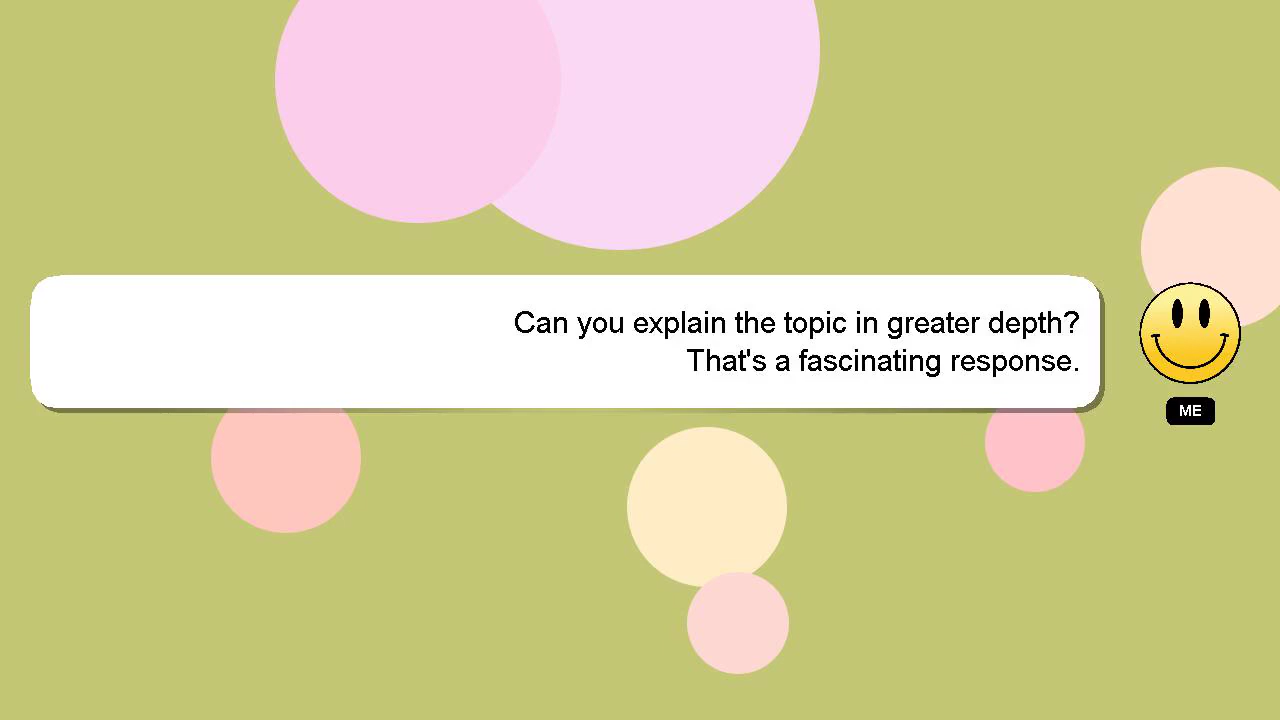 Can you explain the topic in greater depth?
That's a fascinating response.
ME